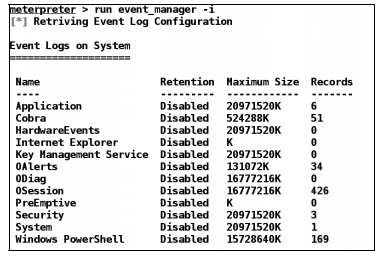 meterpreter > run event_manager -i
[*] Retriving Event Log Configuration
Event Logs on System
====================
Name Retention Maximum Size Records
---- --------- ------------ -------
Application Disabled 20971520K 6
Cobra Disabled 524288K 51
HardwareEvents Disabled 20971520K 0
Internet Explorer Disabled K 0
Key Management Service Disabled 20971520K 0
OAlerts Disabled 131072K 34
ODiag Disabled 16777216K 0
OSession Disabled 16777216K 426
PreEmptive Disabled K 0
Security Disabled 20971520K 3
System Disabled 20971520K 1
Windows PowerShell Disabled 15728640K 169